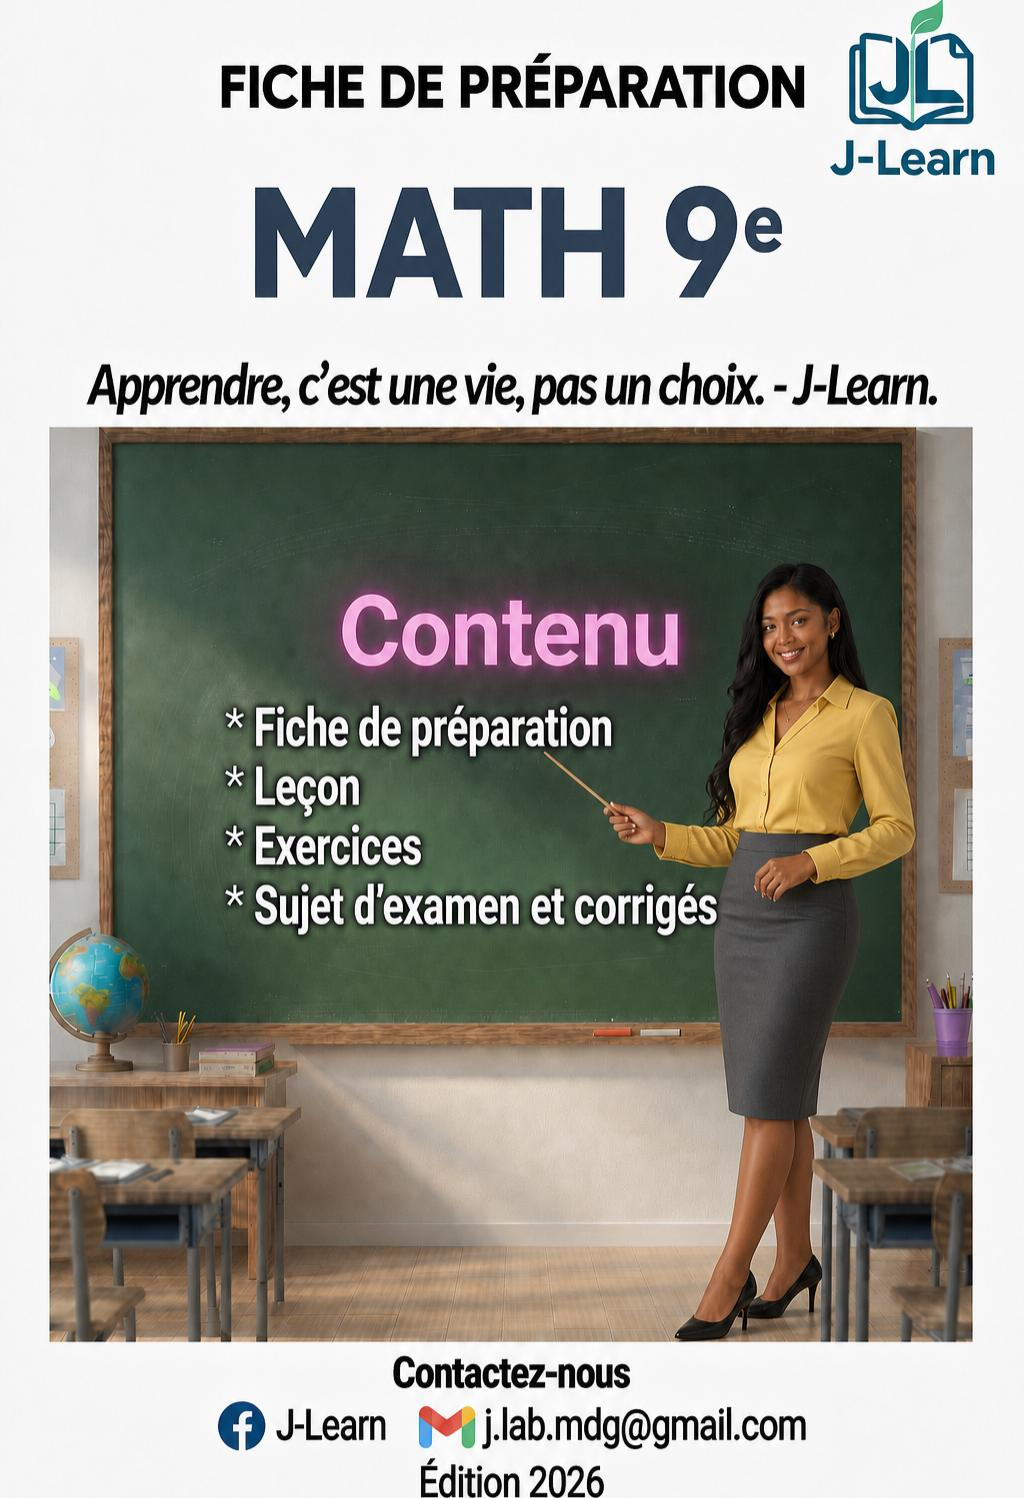 FICHE DE PRÉPARATION
JL
J-Learn
MATH 9e
Apprendre, c'est une vie, pas un choix. - J-Learn.
Contenu
* Fiche de préparation
* Leçon
* Exercices
* Sujet d'examen et corrigés
Contactez-nous
J-Learn j.lab.mdg@gmail.com
Édition 2026